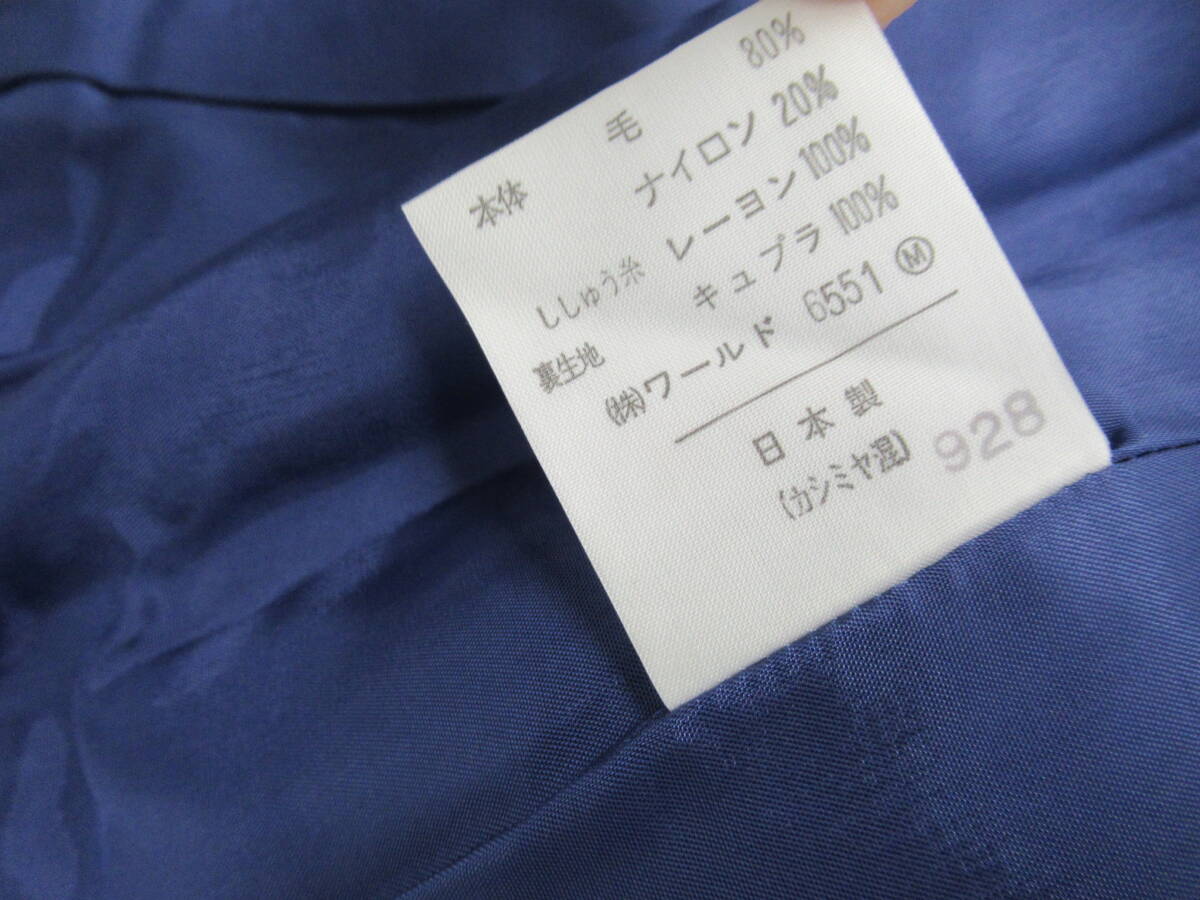 本体 毛 80%
ナイロン 20%
ししゅう糸 レーヨン 100%
裏生地 キュプラ 100%
(株)ワールド 6551 Ⓜ
日本製
(カシミヤ混) 928